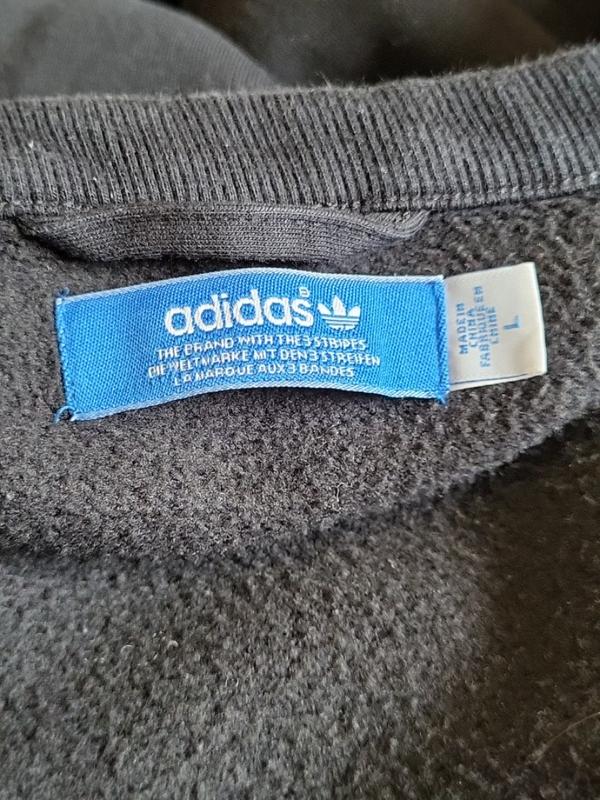 adidas®
THE BRAND WITH THE 3 STRIPES
DIE WELTMARKE MIT DEN 3 STREIFEN
LA MARQUE AUX 3 BANDES
MADE IN
CHINA
FABRIQUE EN
CHINE
L